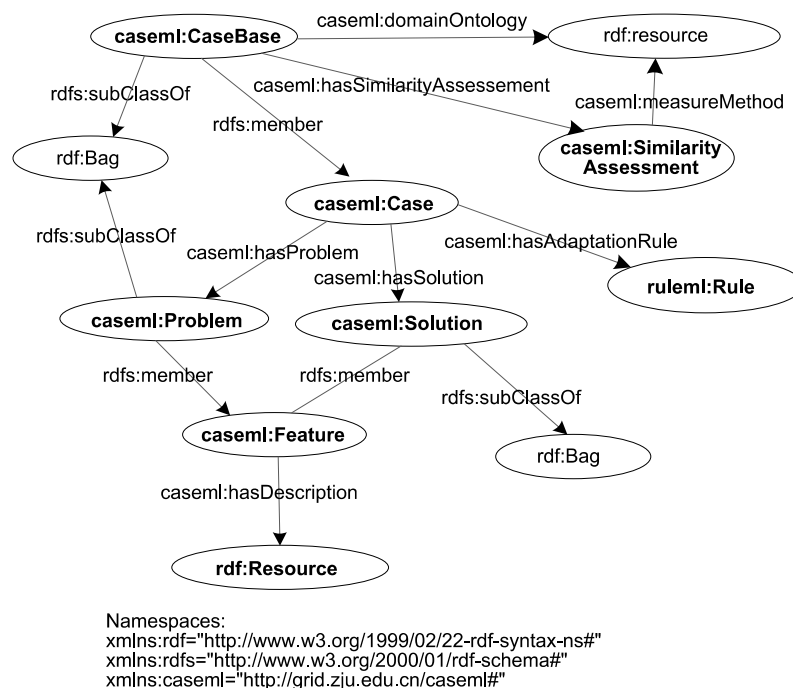 caseml:CaseBase
caseml:domainOntology
rdf:resource
rdfs:subClassOf
caseml:hasSimilarityAssessement
caseml:measureMethod
rdfs:member
rdf:Bag
caseml:Similarity
Assessment
caseml:Case
rdfs:subClassOf
caseml:hasProblem
caseml:hasAdaptationRule
caseml:hasSolution
ruleml:Rule
caseml:Problem
caseml:Solution
rdfs:member
rdfs:member
rdfs:subClassOf
caseml:Feature
rdf:Bag
caseml:hasDescription
rdf:Resource
Namespaces:
xmlns:rdf="http://www.w3.org/1999/02/22-rdf-syntax-ns#"
xmlns:rdfs="http://www.w3.org/2000/01/rdf-schema#"
xmlns:caseml="http://grid.zju.edu.cn/caseml#"